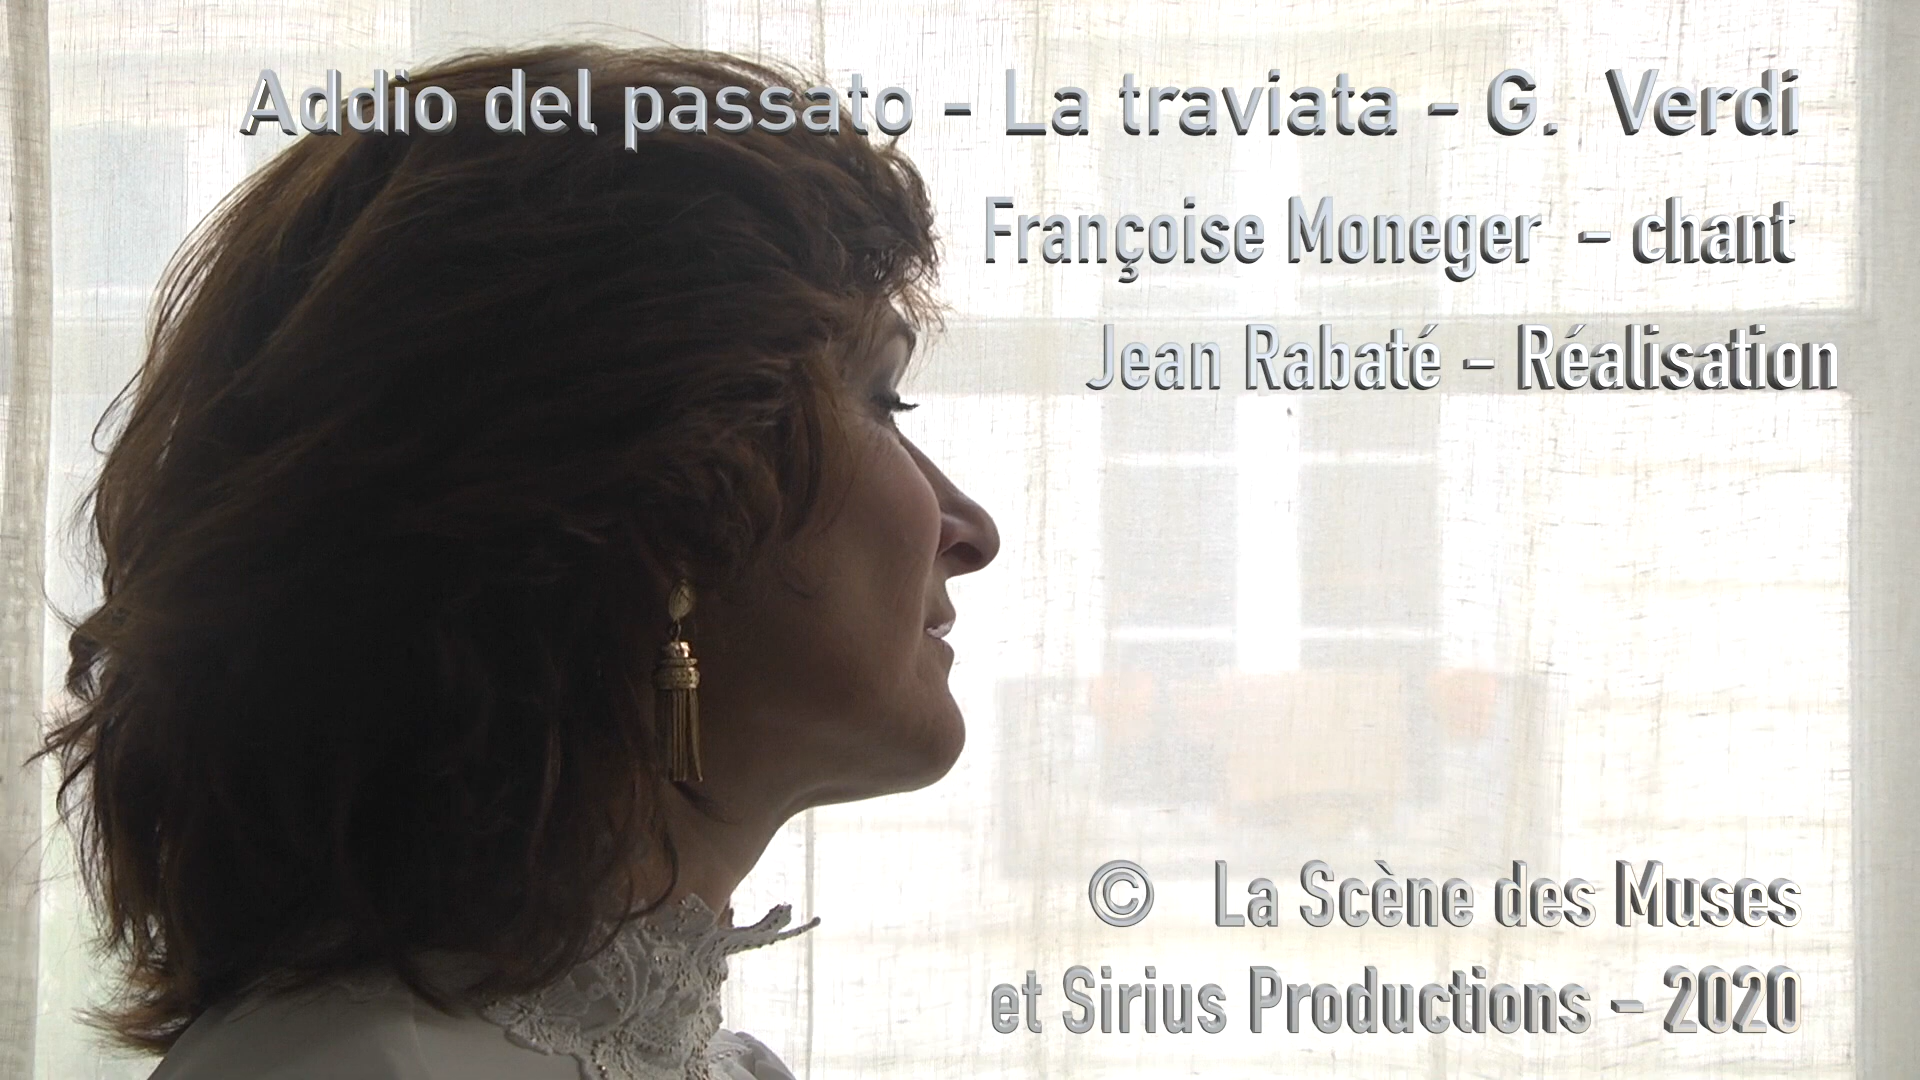 Addio del passato - La traviata - G. Verdi
Françoise Moneger - chant
Jean Rabaté - Réalisation
© La Scène des Muses
et Sirius Productions - 2020